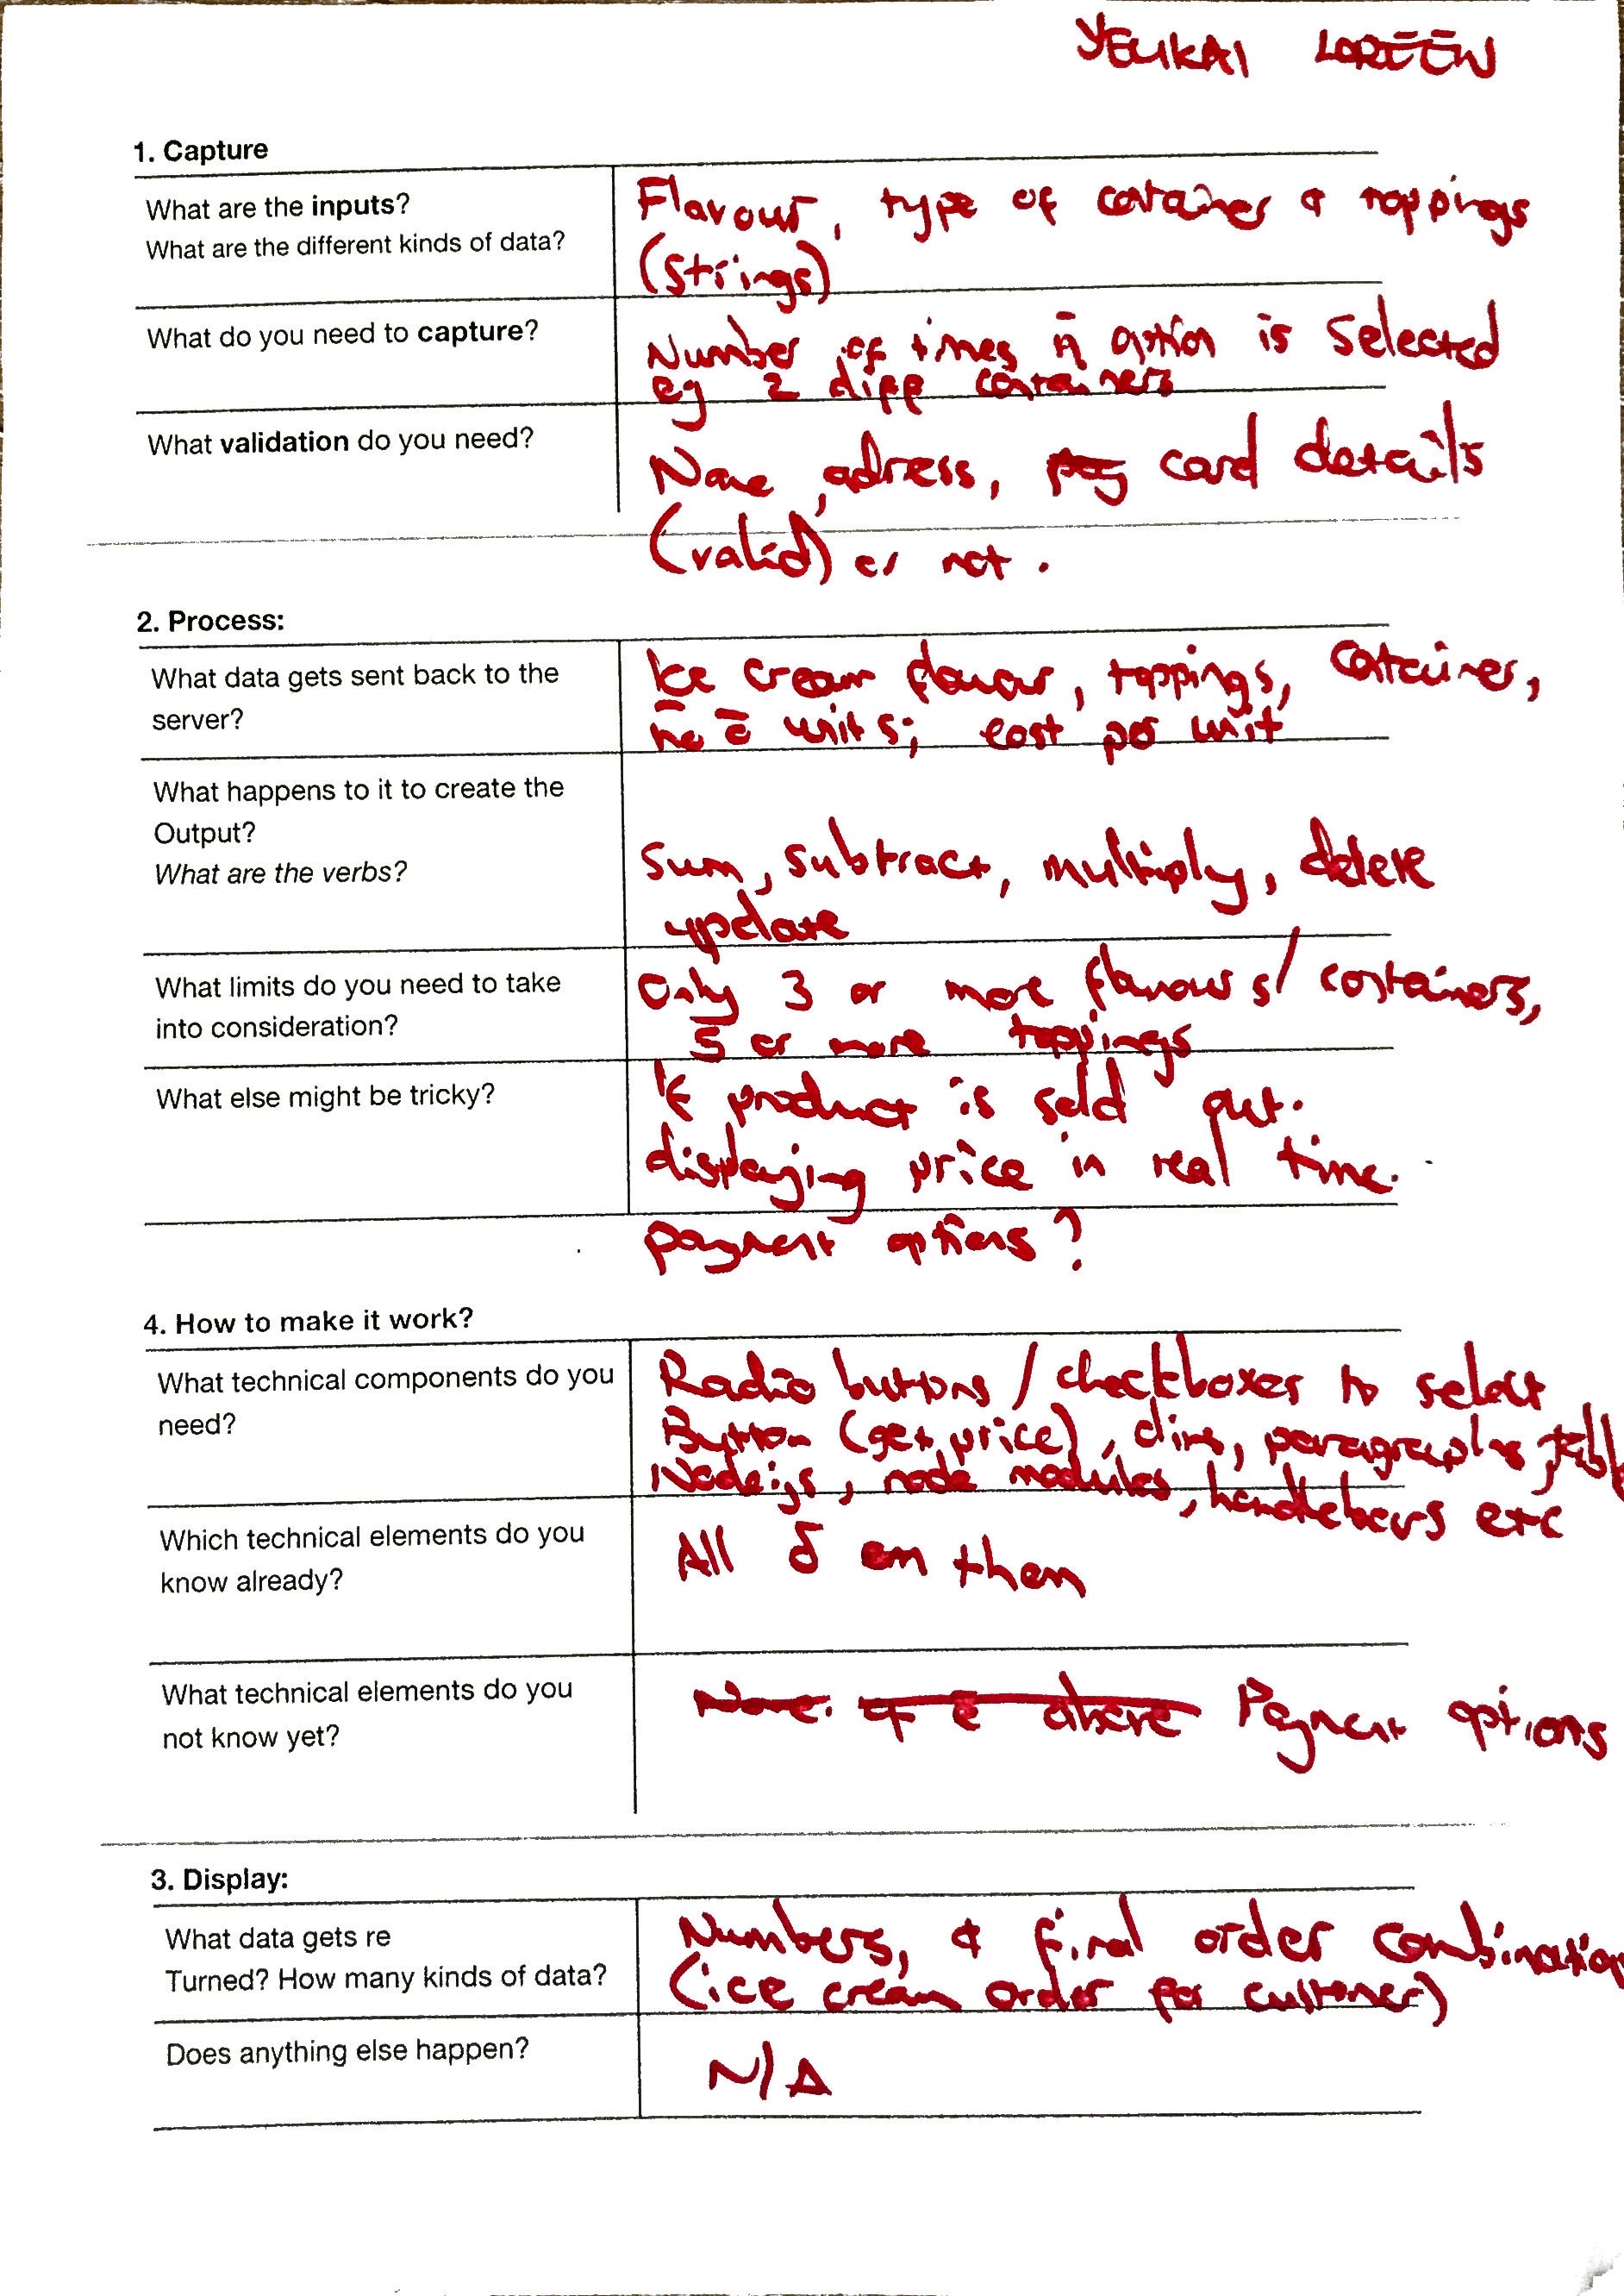 YEUKAI LOREEN
1. Capture
What are the inputs?
What are the different kinds of data?
Flavour, type of container & toppings
(strings)
What do you need to capture?
Number of times an option is selected
eg 2 diff containers
What validation do you need?
Name, adress, card details
(valid) or not.
2. Process:
What data gets sent back to the
server?
Ice cream flavour, toppings, container,
no units; cost per unit
What happens to it to create the
Output?
What are the verbs?
Sum, subtract, multiply, delete
update
What limits do you need to take
into consideration?
Only 3 or more flavours/ containers,
5 or more toppings
What else might be tricky?
If product is sold out.
displaying price in real time.
payment options?
4. How to make it work?
What technical components do you
need?
Radio buttons / checkboxes to select
Button (get price), divs, paragraphs,
Node.js, node modules, handlebars etc
Which technical elements do you
know already?
All them
What technical elements do you
not know yet?
None. of above Payment options
3. Display:
What data gets re
Turned? How many kinds of data?
Numbers, & final order combination
(ice cream order for customer)
Does anything else happen?
N/A